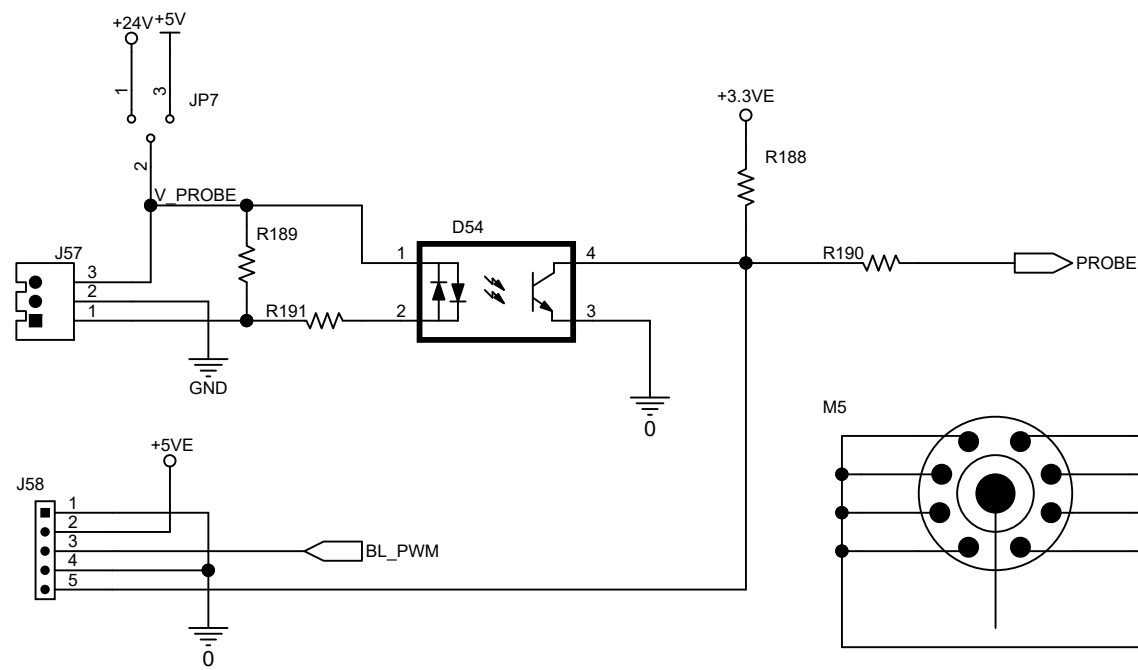 +24V
+5V
1
3
JP7
2
V_PROBE
+3.3VE
R188
J57
3
2
1
R189
R191
GND
D54
1
2
4
3
R190
PROBE
0
M5
+5VE
J58
1
2
3
4
5
BL_PWM
0